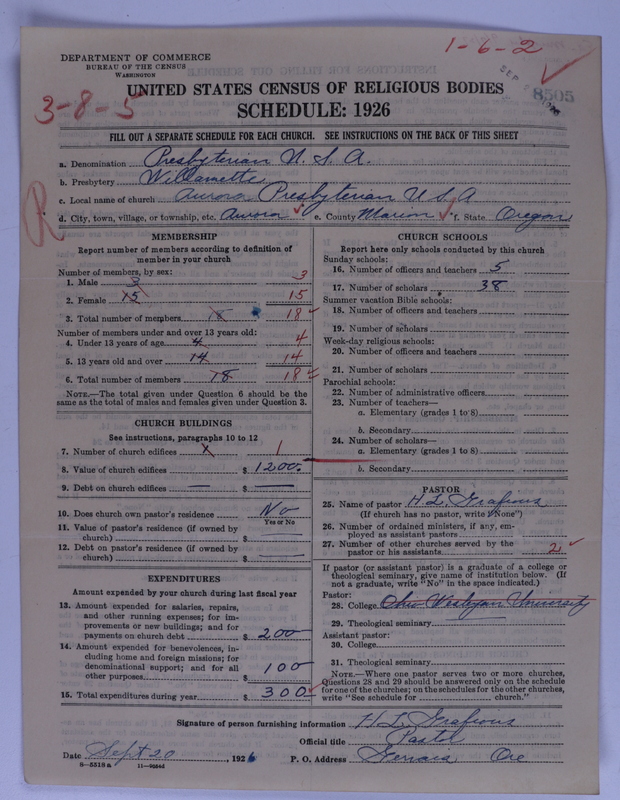 1-6-2
DEPARTMENT OF COMMERCE
BUREAU OF THE CENSUS
WASHINGTON
8505
UNITED STATES CENSUS OF RELIGIOUS BODIES
3-8-5
SCHEDULE: 1926
FILL OUT A SEPARATE SCHEDULE FOR EACH CHURCH. SEE INSTRUCTIONS ON THE BACK OF THIS SHEET
a. Denomination Presbyterian U. S. A.
b. Presbytery Willamette
c. Local name of church Aurora Presbyterian U S A
R
d. City, town, village, or township, etc. Aurora e. County Marion f. State Oregon
MEMBERSHIP
Report number of members according to definition of
member in your church
Number of members, by sex:
1. Male 3 3
2. Female 15 15
3. Total number of members 18 18
Number of members under and over 13 years old:
4. Under 13 years of age 4 4
5. 13 years old and over 14 14
6. Total number of members 18 18
NOTE.—The total given under Question 6 should be
same as the total of males and females given under Question 3.
CHURCH BUILDINGS
See instructions, paragraphs 10 to 12
7. Number of church edifices 1
8. Value of church edifices $ 1200.
9. Debt on church edifices — $ —
10. Does church own pastor's residence No
Yes or No
11. Value of pastor's residence (if owned by
church) $ —
12. Debt on pastor's residence (if owned by
church) $ —
EXPENDITURES
Amount expended by your church during last fiscal year
13. Amount expended for salaries, repairs,
and other running expenses; for im-
provements or new buildings; and for
payments on church debt $ 200
14. Amount expended for benevolences, in-
cluding home and foreign missions; for
denominational support; and for all
other purposes $ 100
15. Total expenditures during year $ 300
CHURCH SCHOOLS
Report here only schools conducted by this church
Sunday schools:
16. Number of officers and teachers 5
17. Number of scholars 38
Summer vacation Bible schools:
18. Number of officers and teachers
19. Number of scholars
Week-day religious schools:
20. Number of officers and teachers
21. Number of scholars
Parochial schools:
22. Number of administrative officers
23. Number of teachers—
a. Elementary (grades 1 to 8)
b. Secondary
24. Number of scholars—
a. Elementary (grades 1 to 8)
b. Secondary
PASTOR
25. Name of pastor H. L. Grafious
(If church has no pastor, write "None")
26. Number of ordained ministers, if any, em-
ployed as assistant pastors
27. Number of other churches served by the
pastor or his assistants 2
If pastor (or assistant pastor) is a graduate of a college or
theological seminary, give name of institution below. (If
not a graduate, write "No" in the space indicated.)
Pastor:
28. College Ohio Wesleyan University
29. Theological seminary
Assistant pastor:
30. College
31. Theological seminary
NOTE.—Where one pastor serves two or more churches,
Questions 28 and 29 should be answered only on the schedule
for one of the churches; on the schedules for the other churches,
write "See schedule for church."
Signature of person furnishing information H L Grafious
Official title Pastor
Date Sept 20, 1926 P. O. Address Ore
8-5318a 11-9554d